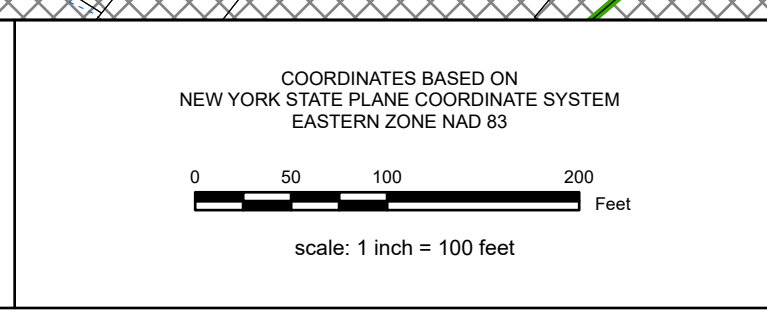 COORDINATES BASED ON
NEW YORK STATE PLANE COORDINATE SYSTEM
EASTERN ZONE NAD 83
0 50 100 200
Feet
scale: 1 inch = 100 feet